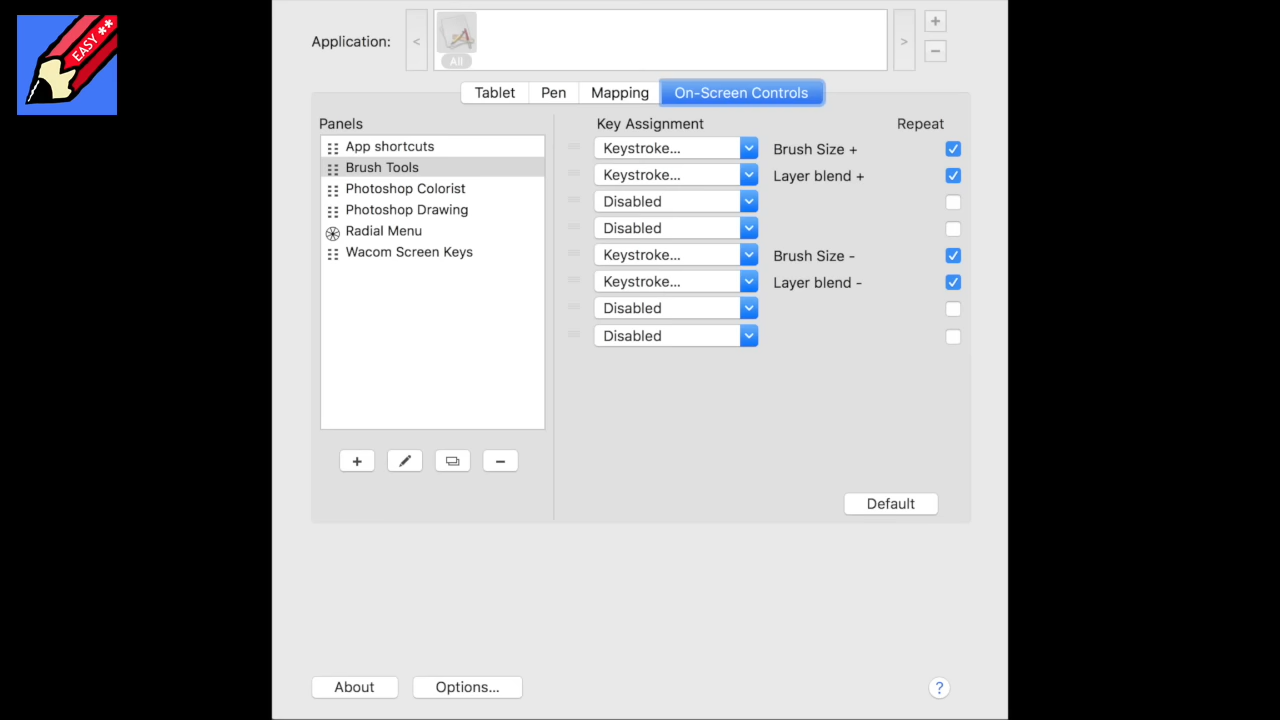 EASY **
Application:
<
All
>
+
−
Tablet Pen Mapping On-Screen Controls
Panels
App shortcuts
Brush Tools
Photoshop Colorist
Photoshop Drawing
Radial Menu
Wacom Screen Keys
+ −
Key Assignment Repeat
Keystroke... Brush Size +
Keystroke... Layer blend +
Disabled
Disabled
Keystroke... Brush Size -
Keystroke... Layer blend -
Disabled
Disabled
Default
About Options... ?